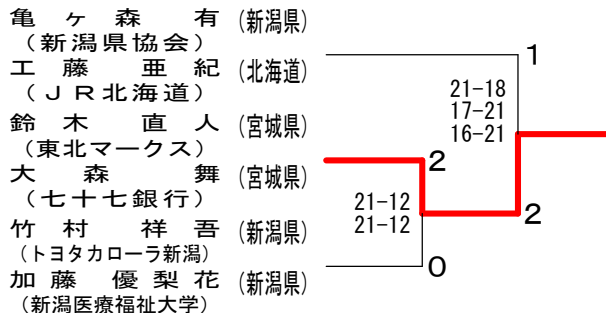 亀ヶ森 有 (新潟県)
(新潟県協会)
工藤 亜紀 (北海道)
(JR北海道)
鈴木 直人 (宮城県)
(東北マークス)
大森 舞 (宮城県)
(七十七銀行)
竹村 祥吾 (新潟県)
(トヨタカローラ新潟)
加藤 優梨花 (新潟県)
(新潟医療福祉大学)
1
21-18
17-21
16-21
2
2
21-12
21-12
0